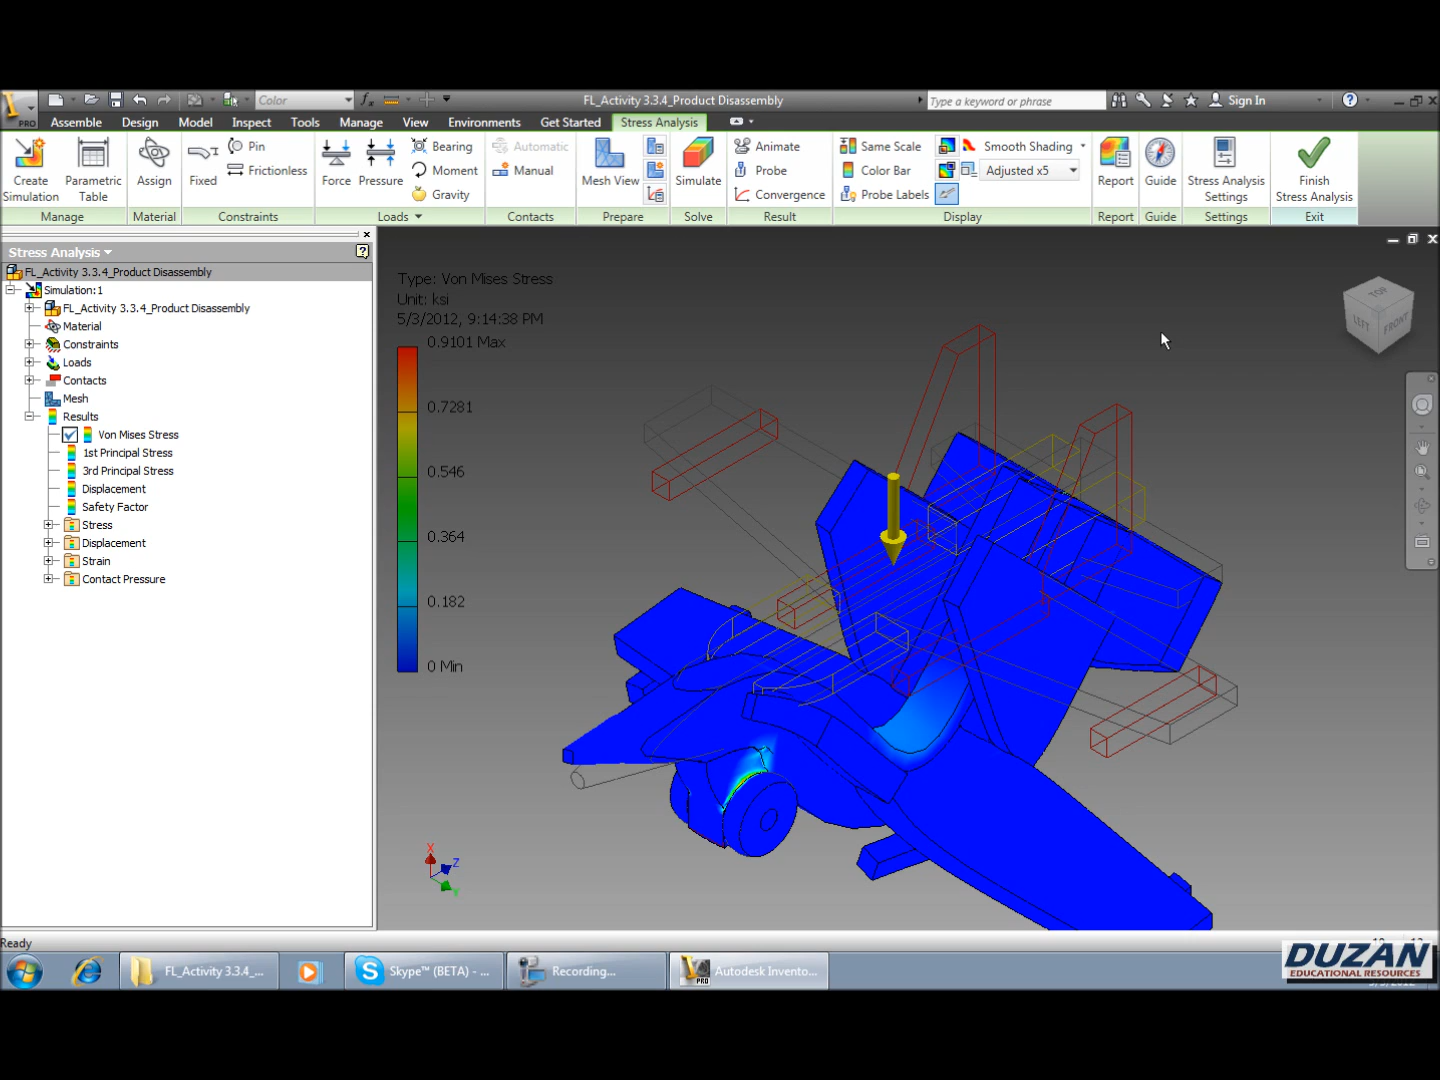 Color
FL_Activity 3.3.4_Product Disassembly
Type a keyword or phrase
Sign In
PRO
Assemble Design Model Inspect Tools Manage View Environments Get Started Stress Analysis
Create Simulation
Parametric Table
Assign
Fixed
Pin
Frictionless
Force
Pressure
Bearing
Moment
Gravity
Automatic
Manual
Mesh View
Simulate
Animate
Probe
Convergence
Same Scale
Color Bar
Probe Labels
Smooth Shading
Adjusted x5
Report
Guide
Stress Analysis Settings
Finish Stress Analysis
Manage Material Constraints Loads Contacts Prepare Solve Result Display Report Guide Settings Exit
Stress Analysis
FL_Activity 3.3.4_Product Disassembly
Simulation:1
FL_Activity 3.3.4_Product Disassembly
Material
Constraints
Loads
Contacts
Mesh
Results
Von Mises Stress
1st Principal Stress
3rd Principal Stress
Displacement
Safety Factor
Stress
Displacement
Strain
Contact Pressure
Type: Von Mises Stress
Unit: ksi
5/3/2012, 9:14:38 PM
0.9101 Max
0.7281
0.546
0.364
0.182
0 Min
TOP
LEFT
FRONT
X
Z
Y
Ready
FL_Activity 3.3.4_...
Skype™ (BETA) - ...
Recording...
PRO
Autodesk Invento...
DUZAN
EDUCATIONAL RESOURCES